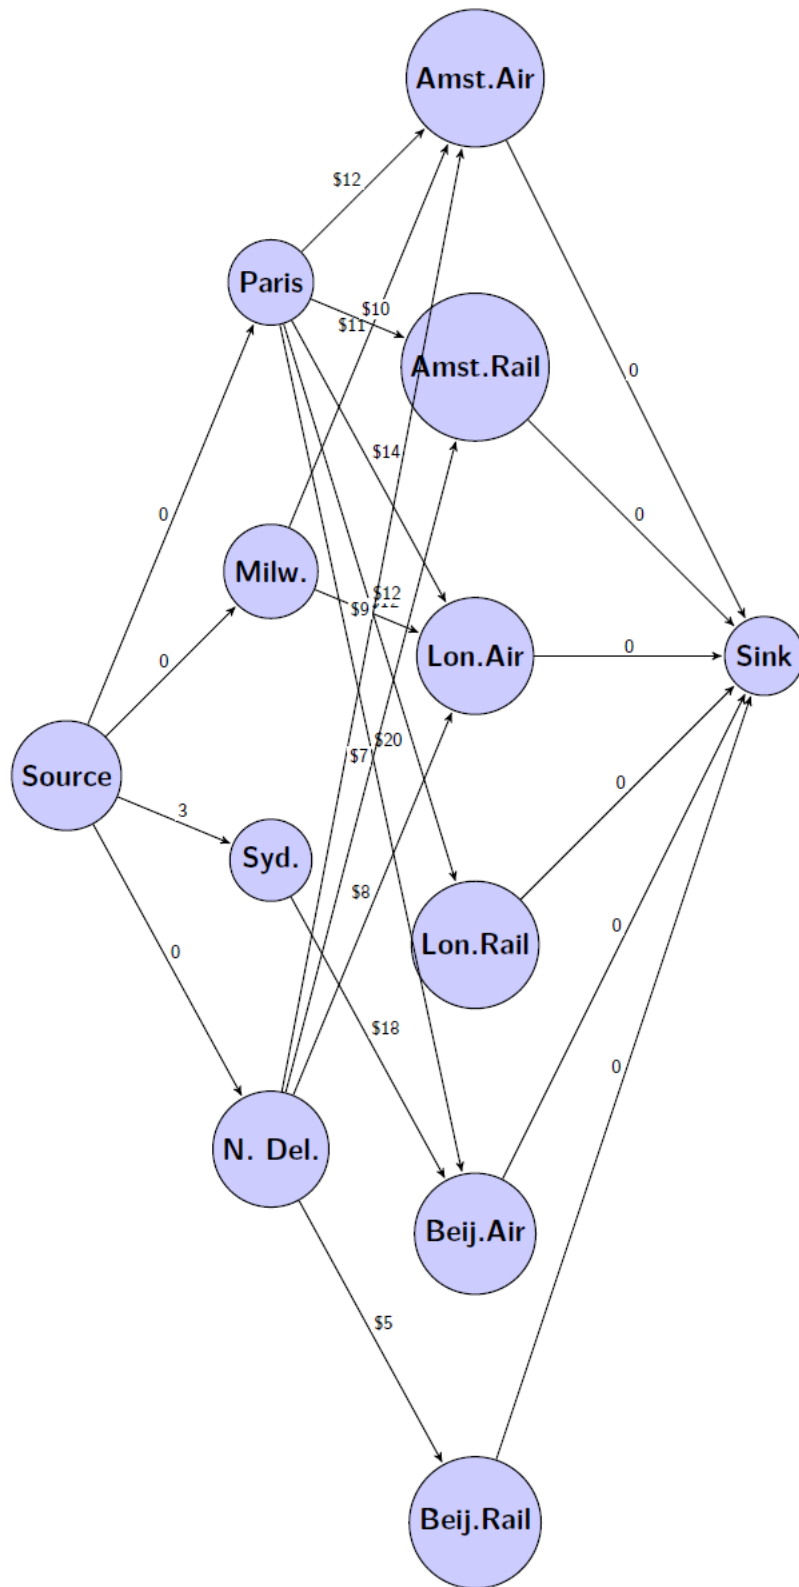 Amst.Air
$12
Paris
$10
$11
Amst.Rail
0
$14
0
0
Milw.
$12
$9
Lon.Air
0
Sink
0
$20
$7
Source
0
3
Syd.
$8
0
Lon.Rail
0
$18
N. Del.
0
Beij.Air
$5
Beij.Rail